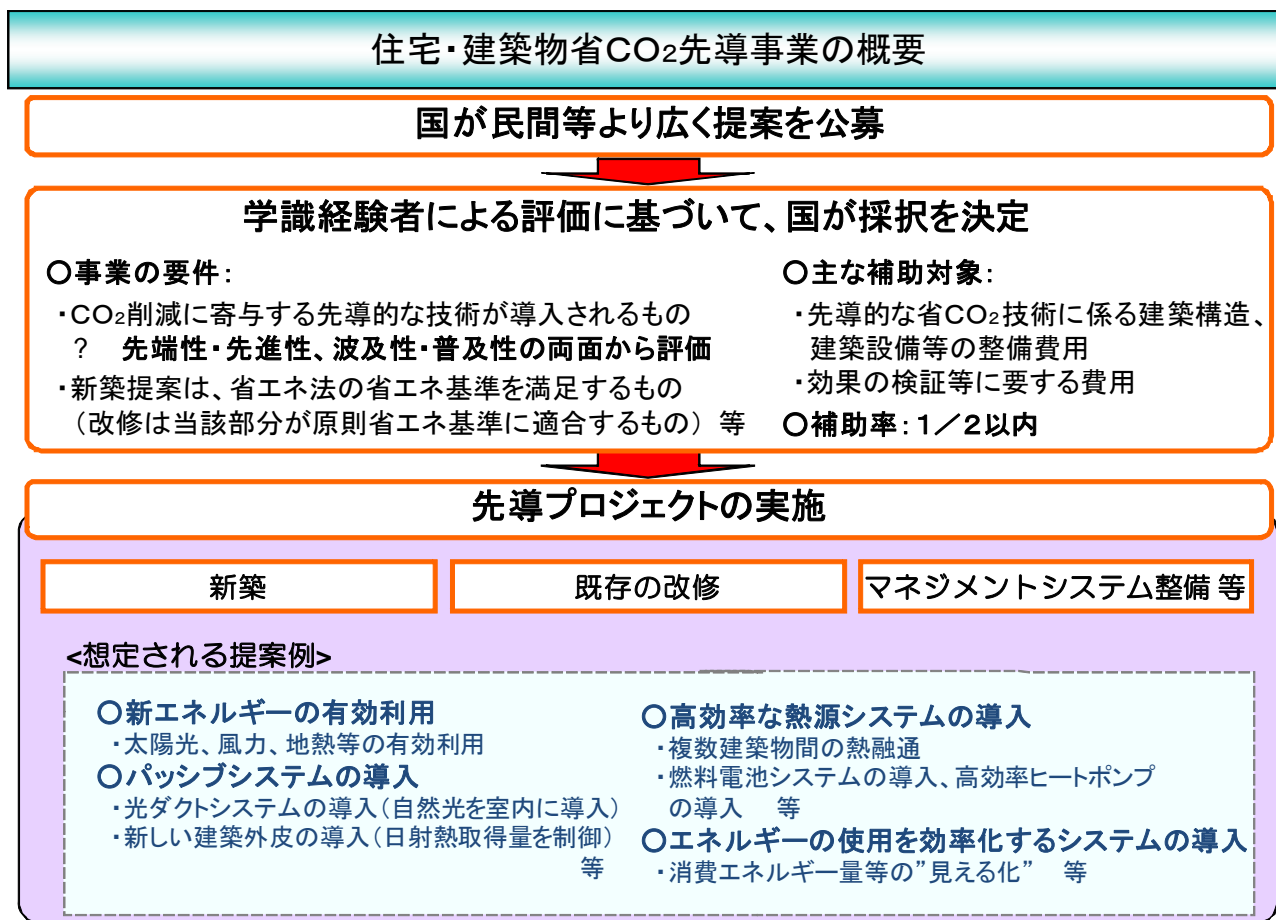 住宅・建築物省CO2先導事業の概要
国が民間等より広く提案を公募
学識経験者による評価に基づいて、国が採択を決定
○事業の要件:
・CO2削減に寄与する先導的な技術が導入されるもの
? 先端性・先進性、波及性・普及性の両面から評価
・新築提案は、省エネ法の省エネ基準を満足するもの
(改修は当該部分が原則省エネ基準に適合するもの) 等
○主な補助対象:
・先導的な省CO2技術に係る建築構造、
建築設備等の整備費用
・効果の検証等に要する費用
○補助率:1/2以内
先導プロジェクトの実施
新築
既存の改修
マネジメントシステム整備 等
<想定される提案例>
○新エネルギーの有効利用
・太陽光、風力、地熱等の有効利用
○パッシブシステムの導入
・光ダクトシステムの導入(自然光を室内に導入)
・新しい建築外皮の導入(日射熱取得量を制御)
等
○高効率な熱源システムの導入
・複数建築物間の熱融通
・燃料電池システムの導入、高効率ヒートポンプ
の導入 等
○エネルギーの使用を効率化するシステムの導入
・消費エネルギー量等の”見える化” 等